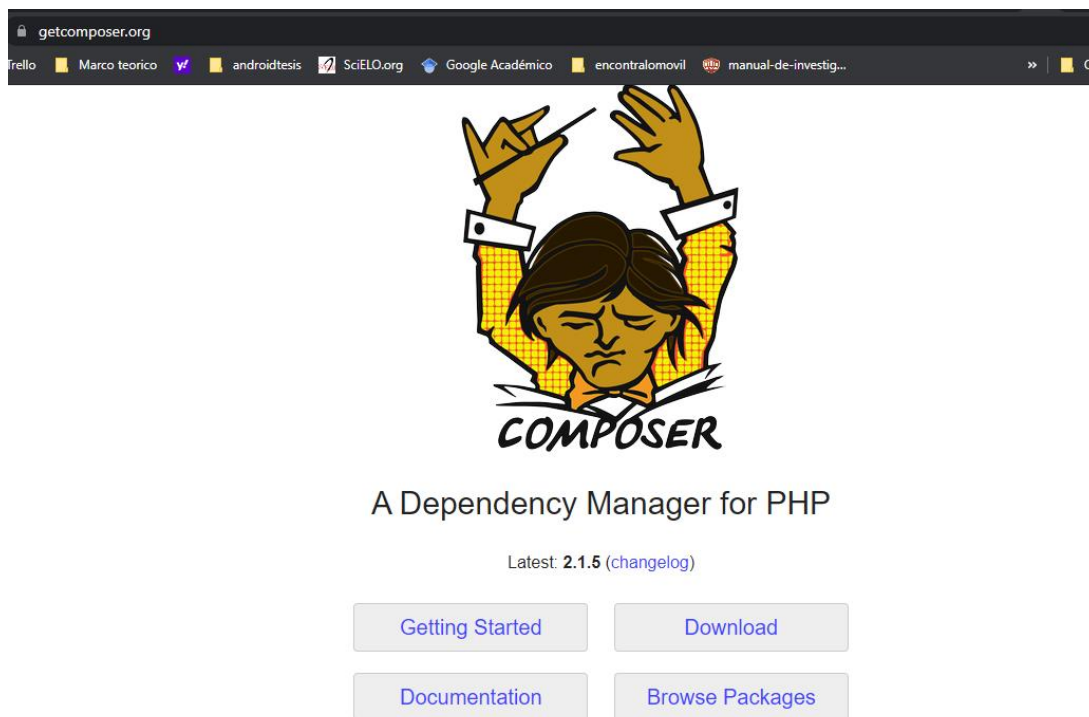 getcomposer.org
Trello Marco teorico y! androidtesis SciELO.org Google Académico encontralomovil manual-de-investig... »
COMPOSER
A Dependency Manager for PHP
Latest: 2.1.5 (changelog)
Getting Started Download
Documentation Browse Packages